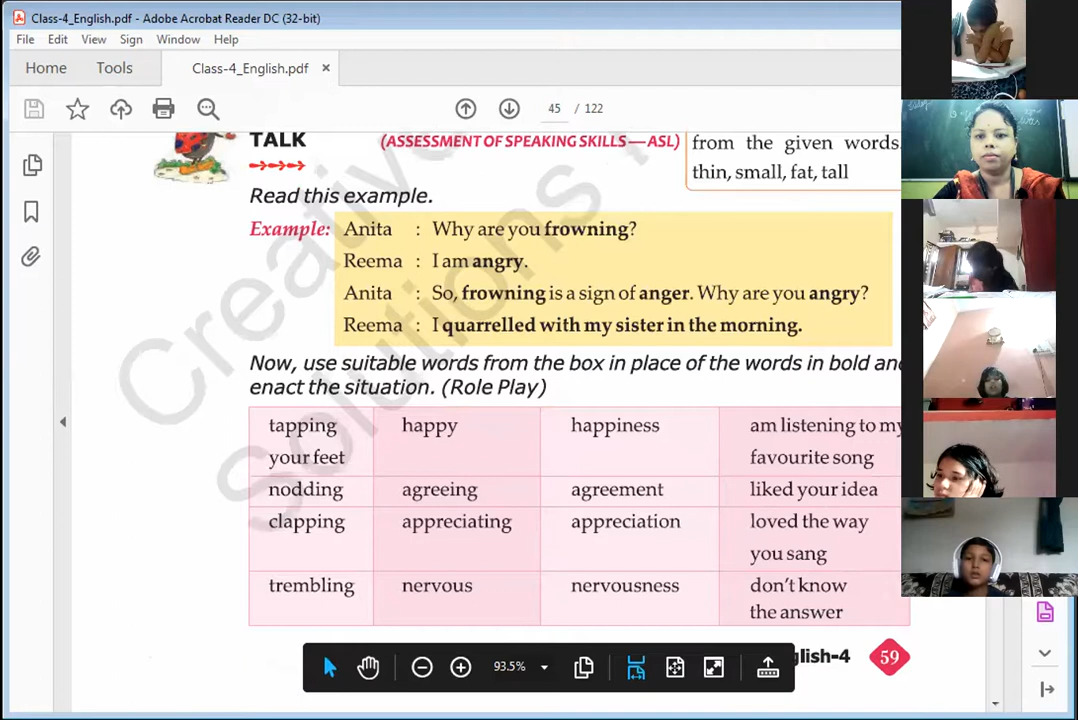 Class-4_English.pdf - Adobe Acrobat Reader DC (32-bit)
File Edit View Sign Window Help
Home Tools Class-4_English.pdf ×
45 / 122
TALK (ASSESSMENT OF SPEAKING SKILLS — ASL)
from the given words.
thin, small, fat, tall
Read this example.
Example: Anita : Why are you frowning?
Reema : I am angry.
Anita : So, frowning is a sign of anger. Why are you angry?
Reema : I quarrelled with my sister in the morning.
Now, use suitable words from the box in place of the words in bold and
enact the situation. (Role Play)
tapping happy happiness am listening to my
your feet favourite song
nodding agreeing agreement liked your idea
clapping appreciating appreciation loved the way
you sang
trembling nervous nervousness don't know
the answer
glish-4 59
93.5%
Creative
Solutions